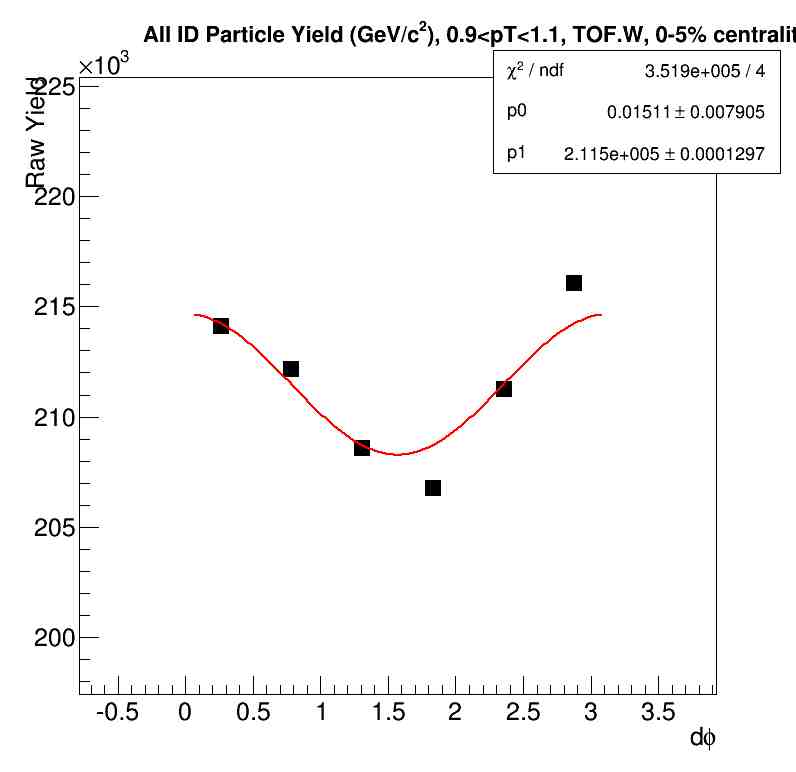 All ID Particle Yield (GeV/c²), 0.9<pT<1.1, TOF.W, 0-5% centralit
×10³
χ² / ndf 3.519e+005 / 4
p0 0.01511 ± 0.007905
p1 2.115e+005 ± 0.0001297
Raw Yield
225
220
215
210
205
200
-0.5 0 0.5 1 1.5 2 2.5 3 3.5
dϕ